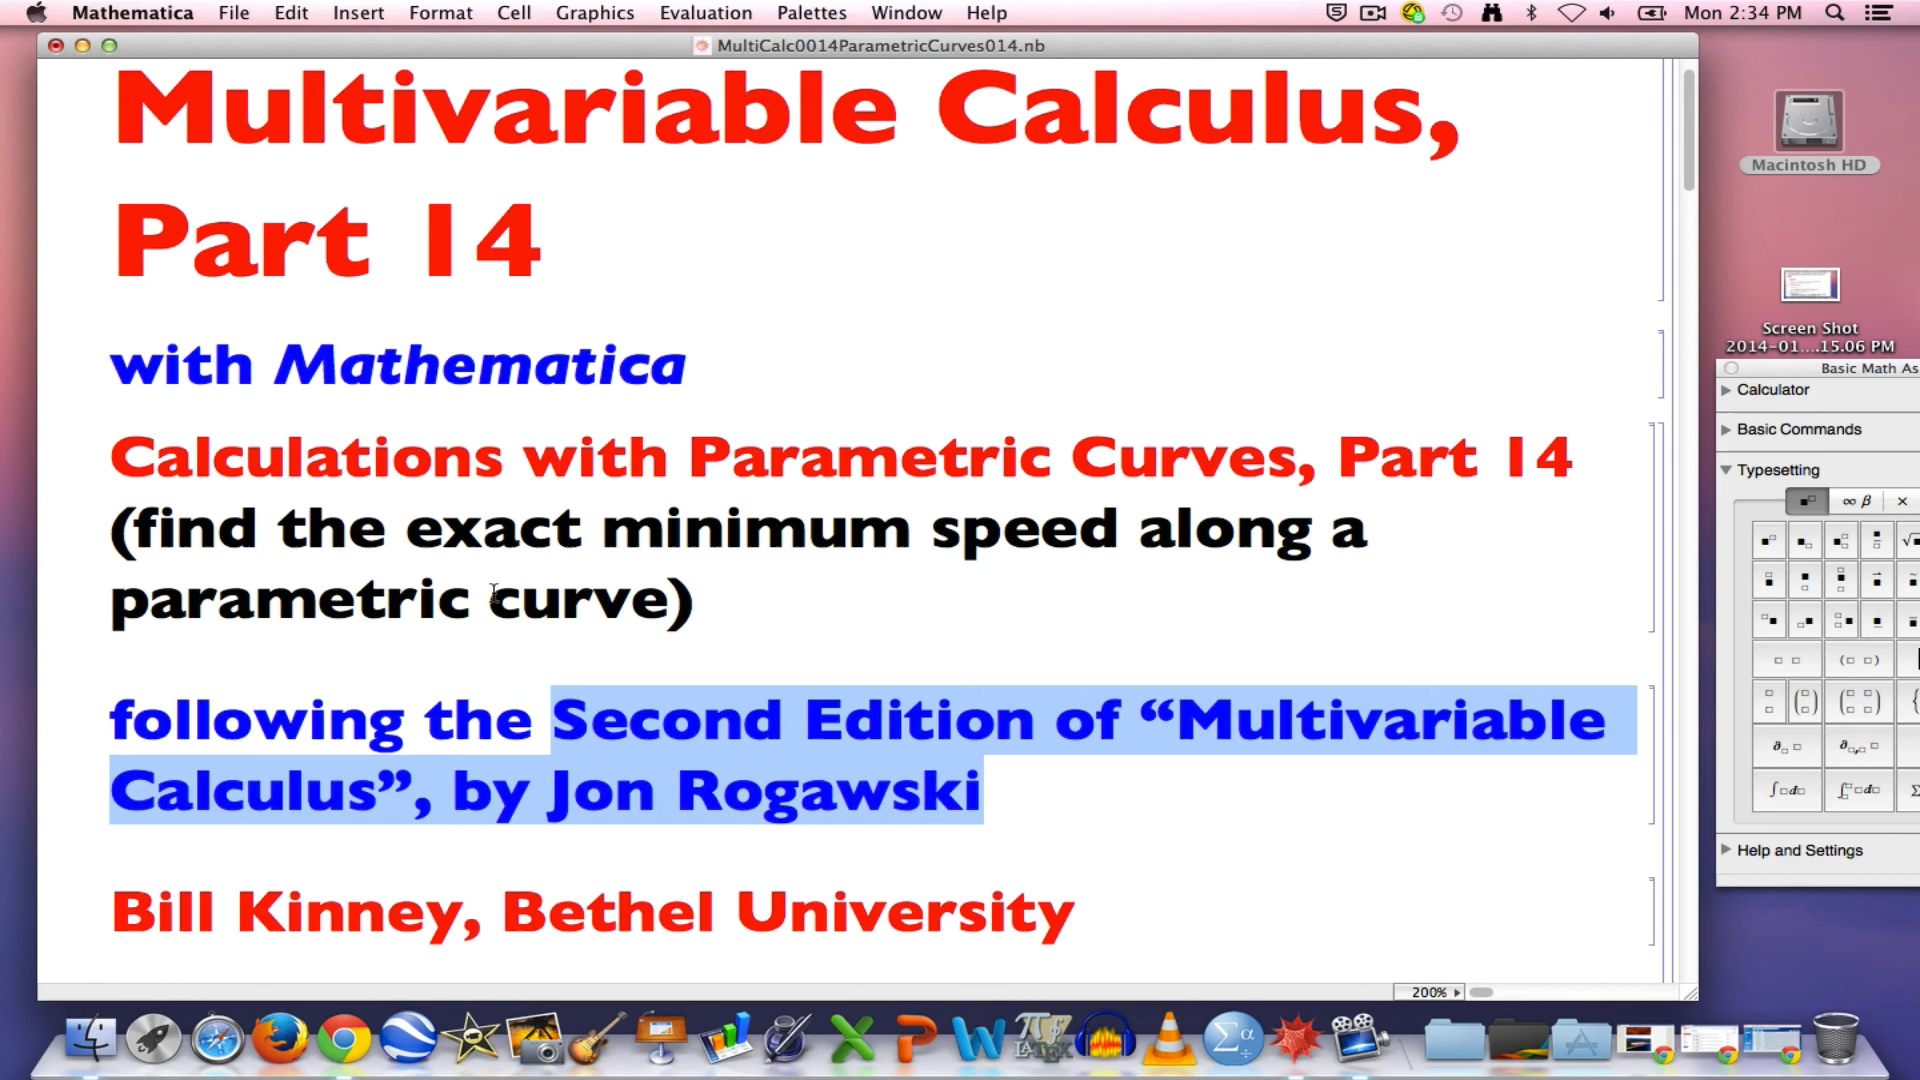 Mathematica File Edit Insert Format Cell Graphics Evaluation Palettes Window Help Mon 2:34 PM
MultiCalc0014ParametricCurves014.nb
Multivariable Calculus,
Part 14
with Mathematica
Calculations with Parametric Curves, Part 14
(find the exact minimum speed along a
parametric curve)
following the Second Edition of “Multivariable
Calculus”, by Jon Rogawski
Bill Kinney, Bethel University
200%
Macintosh HD
Screen Shot
2014-01....15.06 PM
Basic Math As
Calculator
Basic Commands
Typesetting
∞ β
Help and Settings